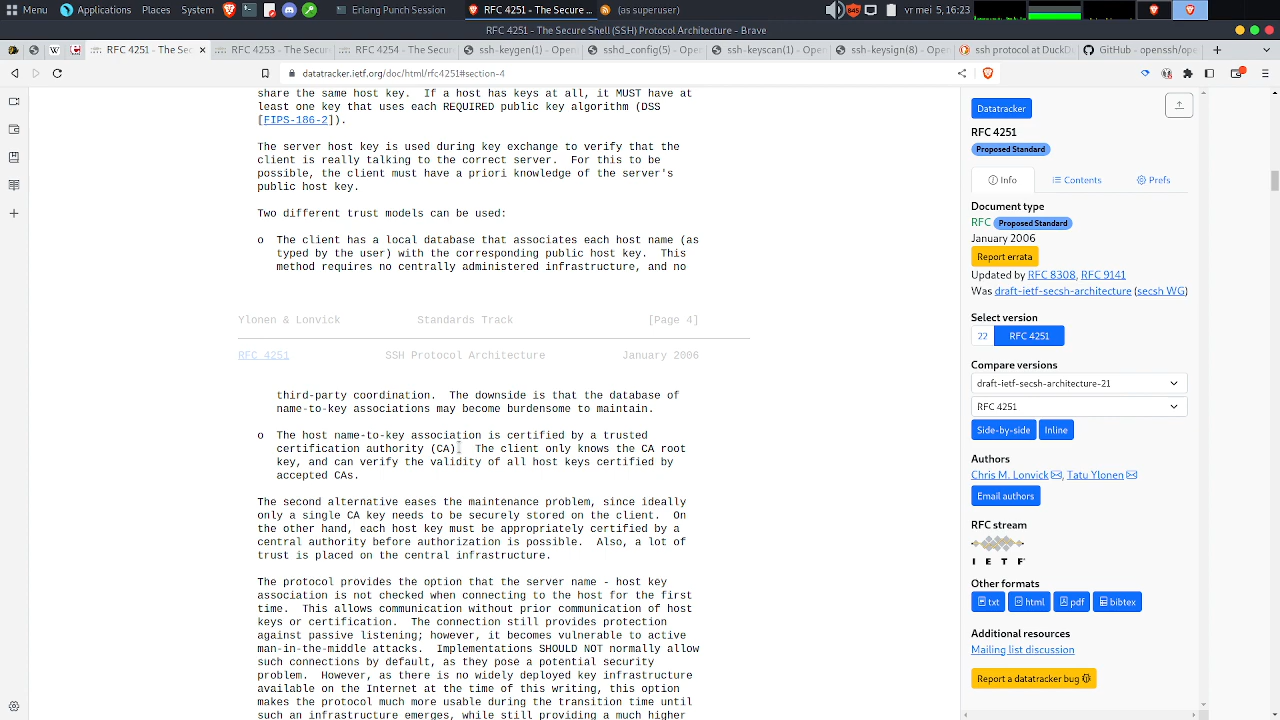 Menu
Applications
Places
System
Erlang Punch Session
RFC 4251 - The Secure ...
(as superuser)
645
vr mei 5, 16:23
RFC 4251 - The Secure Shell (SSH) Protocol Architecture - Brave
RFC 4251 - The Se
RFC 4253 - The Secur
RFC 4254 - The Secur
ssh-keygen(1) - Open
sshd_config(5) - Ope
ssh-keyscan(1) - Ope
ssh-keysign(8) - Open
ssh protocol at DuckDu
GitHub - openssh/ope
datatracker.ietf.org/doc/html/rfc4251#section-4
share the same host key. If a host has keys at all, it MUST have at
least one key that uses each REQUIRED public key algorithm (DSS
[FIPS-186-2]).
The server host key is used during key exchange to verify that the
client is really talking to the correct server. For this to be
possible, the client must have a priori knowledge of the server's
public host key.
Two different trust models can be used:
o The client has a local database that associates each host name (as
typed by the user) with the corresponding public host key. This
method requires no centrally administered infrastructure, and no
Ylonen & Lonvick Standards Track [Page 4]
RFC 4251 SSH Protocol Architecture January 2006
third-party coordination. The downside is that the database of
name-to-key associations may become burdensome to maintain.
o The host name-to-key association is certified by a trusted
certification authority (CA). The client only knows the CA root
key, and can verify the validity of all host keys certified by
accepted CAs.
The second alternative eases the maintenance problem, since ideally
only a single CA key needs to be securely stored on the client. On
the other hand, each host key must be appropriately certified by a
central authority before authorization is possible. Also, a lot of
trust is placed on the central infrastructure.
The protocol provides the option that the server name - host key
association is not checked when connecting to the host for the first
time. This allows communication without prior communication of host
keys or certification. The connection still provides protection
against passive listening; however, it becomes vulnerable to active
man-in-the-middle attacks. Implementations SHOULD NOT normally allow
such connections by default, as they pose a potential security
problem. However, as there is no widely deployed key infrastructure
available on the Internet at the time of this writing, this option
makes the protocol much more usable during the transition time until
such an infrastructure emerges, while still providing a much higher
Datatracker
RFC 4251
Proposed Standard
Info
Contents
Prefs
Document type
RFC Proposed Standard
January 2006
Report errata
Updated by RFC 8308, RFC 9141
Was draft-ietf-secsh-architecture (secsh WG)
Select version
22 RFC 4251
Compare versions
draft-ietf-secsh-architecture-21
RFC 4251
Side-by-side Inline
Authors
Chris M. Lonvick, Tatu Ylonen
Email authors
RFC stream
I E T F
Other formats
txt html pdf bibtex
Additional resources
Mailing list discussion
Report a datatracker bug